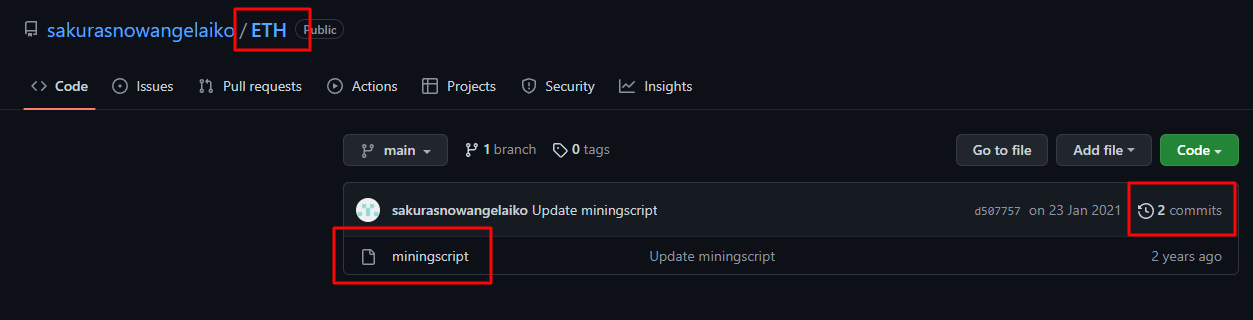 sakurasnowangelaiko / ETH Public
Code Issues Pull requests Actions Projects Security Insights
main 1 branch 0 tags Go to file Add file Code
sakurasnowangelaiko Update miningscript d507757 on 23 Jan 2021 2 commits
miningscript Update miningscript 2 years ago